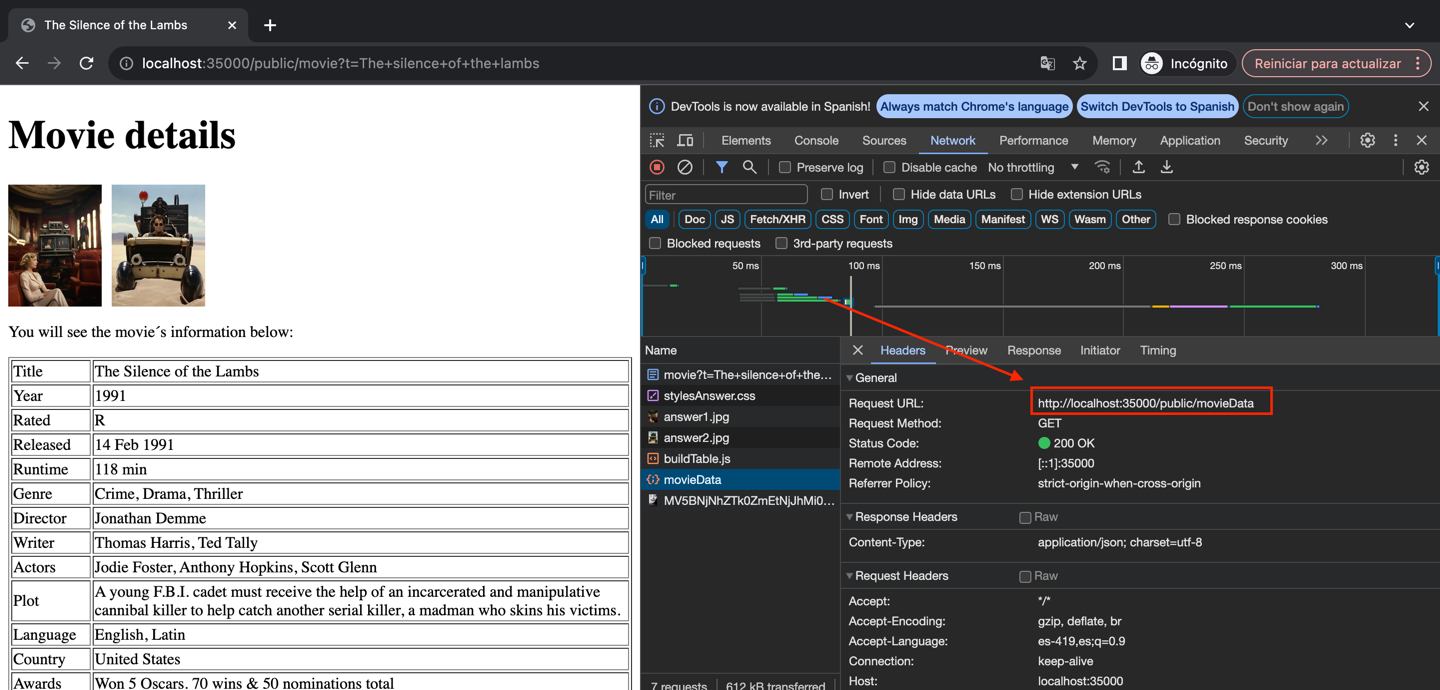 The Silence of the Lambs
localhost:35000/public/movie?t=The+silence+of+the+lambs
Incógnito
Reiniciar para actualizar
Movie details
You will see the movie´s information below:
Title The Silence of the Lambs
Year 1991
Rated R
Released 14 Feb 1991
Runtime 118 min
Genre Crime, Drama, Thriller
Director Jonathan Demme
Writer Thomas Harris, Ted Tally
Actors Jodie Foster, Anthony Hopkins, Scott Glenn
Plot A young F.B.I. cadet must receive the help of an incarcerated and manipulative
cannibal killer to help catch another serial killer, a madman who skins his victims.
Language English, Latin
Country United States
Awards Won 5 Oscars. 70 wins & 50 nominations total
DevTools is now available in Spanish! Always match Chrome's language Switch DevTools to Spanish Don't show again
Elements Console Sources Network Performance Memory Application Security
Preserve log Disable cache No throttling
Filter Invert Hide data URLs Hide extension URLs
All Doc JS Fetch/XHR CSS Font Img Media Manifest WS Wasm Other Blocked response cookies
Blocked requests 3rd-party requests
50 ms 100 ms 150 ms 200 ms 250 ms 300 ms
Name
movie?t=The+silence+of+the...
stylesAnswer.css
answer1.jpg
answer2.jpg
buildTable.js
movieData
MV5BNjNhZTk0ZmEtNjJhMi0...
7 requests 612 kB transferred
Headers Preview Response Initiator Timing
General
Request URL: http://localhost:35000/public/movieData
Request Method: GET
Status Code: 200 OK
Remote Address: [::1]:35000
Referrer Policy: strict-origin-when-cross-origin
Response Headers Raw
Content-Type: application/json; charset=utf-8
Request Headers Raw
Accept: */*
Accept-Encoding: gzip, deflate, br
Accept-Language: es-419,es;q=0.9
Connection: keep-alive
Host: localhost:35000